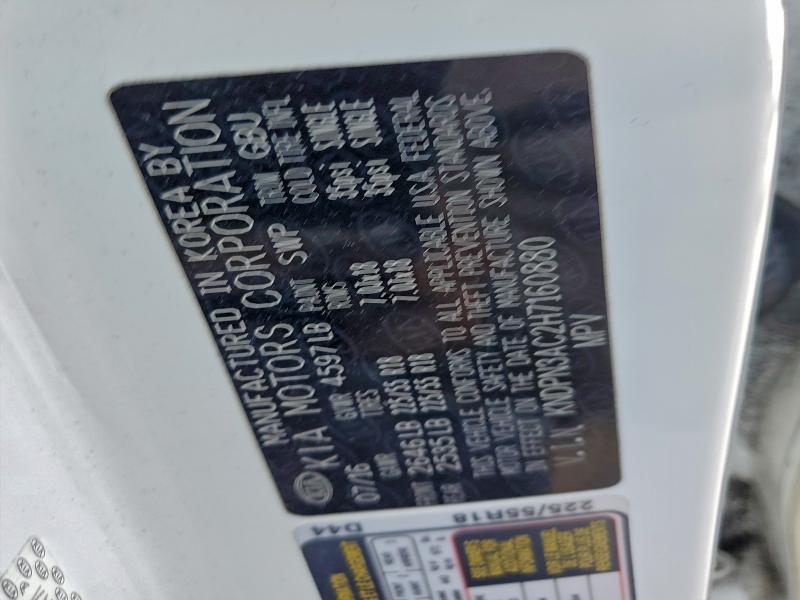 MANUFACTURED IN KOREA BY
KIA MOTORS CORPORATION
07/16 GVWR 4597LB PAINT SWP TRIM GBU
GAWR TIRES RIMS COLD TIRE INFL
FRONT 2646LB 225/55 R18 7.0Jx18 35psi SINGLE
REAR 2535LB 225/55 R18 7.0Jx18 35psi SINGLE
THIS VEHICLE CONFORMS TO ALL APPLICABLE U.S.A. FEDERAL
MOTOR VEHICLE SAFETY AND THEFT PREVENTION STANDARDS
IN EFFECT ON THE DATE OF MANUFACTURE SHOWN ABOVE.
V.I.N. KNDPK3AC2H7160880
MPV
D44
225/55R18